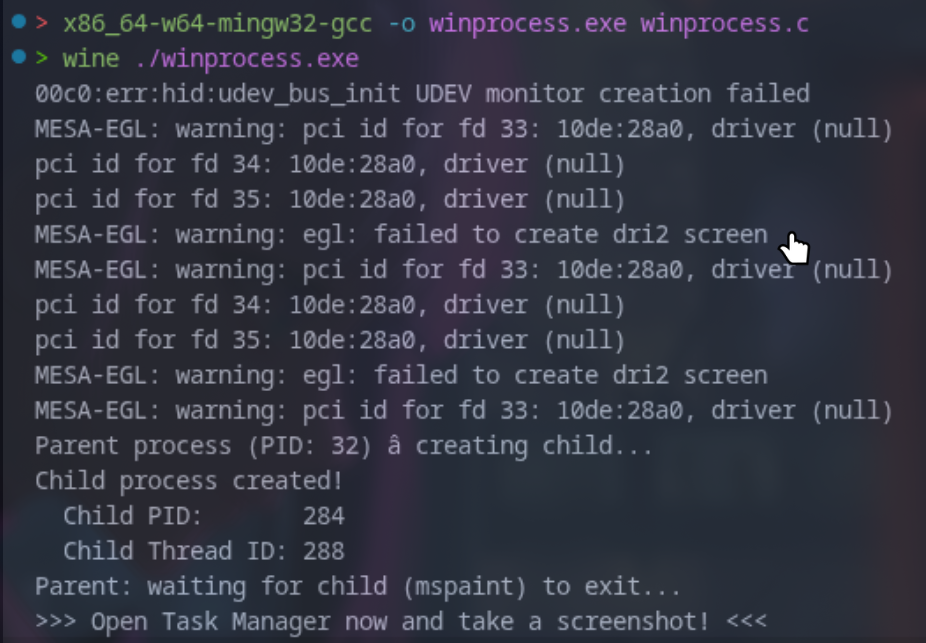 > x86_64-w64-mingw32-gcc -o winprocess.exe winprocess.c
> wine ./winprocess.exe
00c0:err:hid:udev_bus_init UDEV monitor creation failed
MESA-EGL: warning: pci id for fd 33: 10de:28a0, driver (null)
pci id for fd 34: 10de:28a0, driver (null)
pci id for fd 35: 10de:28a0, driver (null)
MESA-EGL: warning: egl: failed to create dri2 screen
MESA-EGL: warning: pci id for fd 33: 10de:28a0, driver (null)
pci id for fd 34: 10de:28a0, driver (null)
pci id for fd 35: 10de:28a0, driver (null)
MESA-EGL: warning: egl: failed to create dri2 screen
MESA-EGL: warning: pci id for fd 33: 10de:28a0, driver (null)
Parent process (PID: 32) â creating child...
Child process created!
  Child PID:       284
  Child Thread ID: 288
Parent: waiting for child (mspaint) to exit...
>>> Open Task Manager now and take a screenshot! <<<